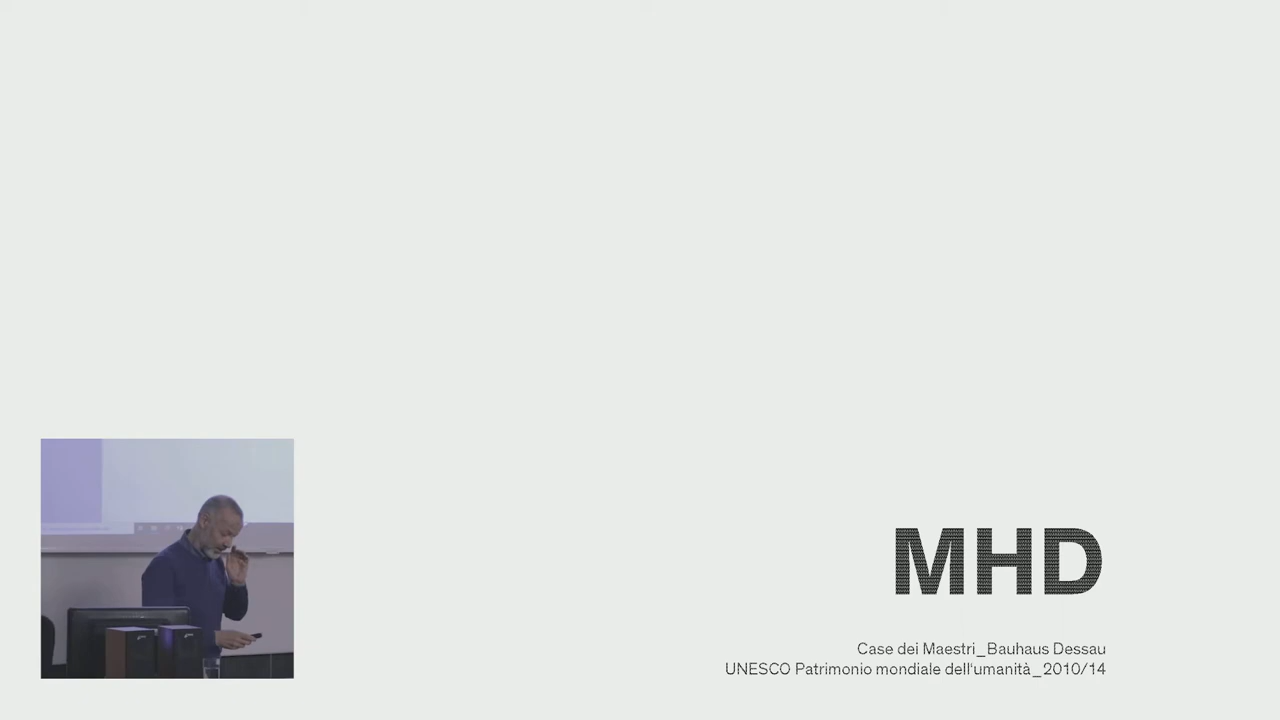 MHD
Case dei Maestri_Bauhaus Dessau
UNESCO Patrimonio mondiale dell'umanità_2010/14